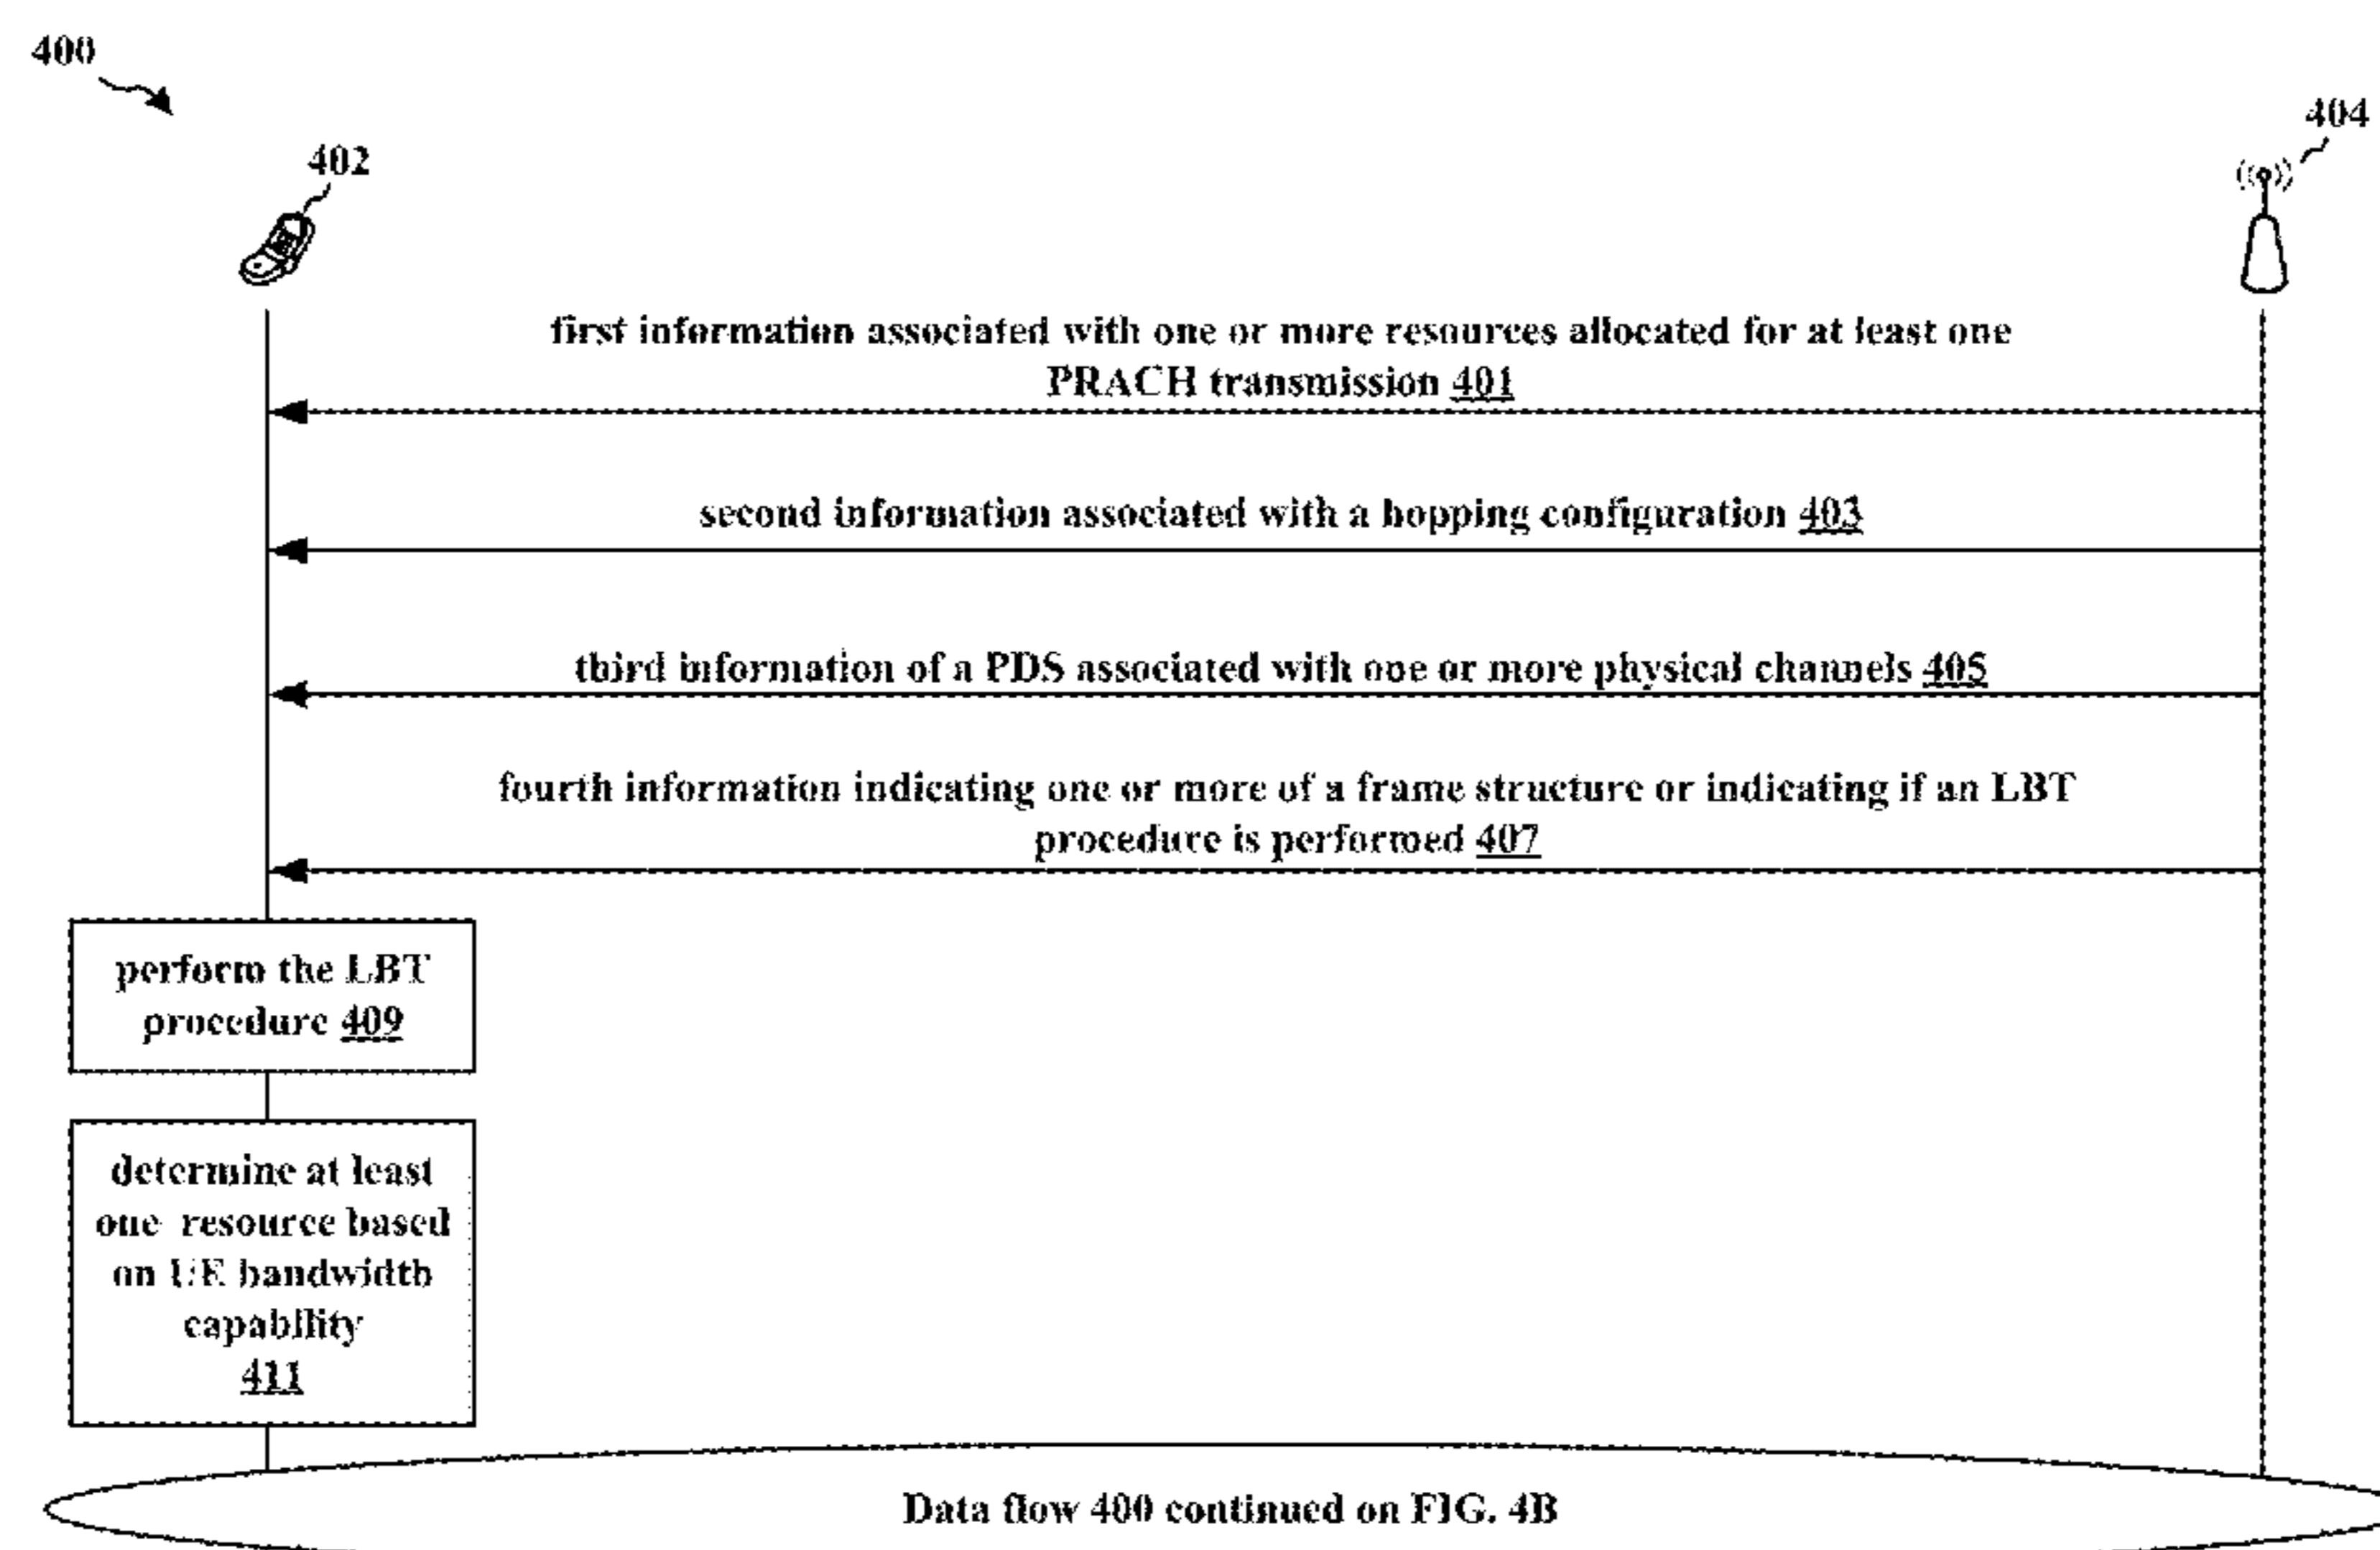 400
402
404
first information associated with one or more resources allocated for at least one
PRACH transmission 401
second information associated with a hopping configuration 403
third information of a PDS associated with one or more physical channels 405
fourth information indicating one or more of a frame structure or indicating if an LBT
procedure is performed 407
perform the LBT
procedure 409
determine at least
one resource based
on UE bandwidth
capability
411
Data flow 400 continued on FIG. 4B